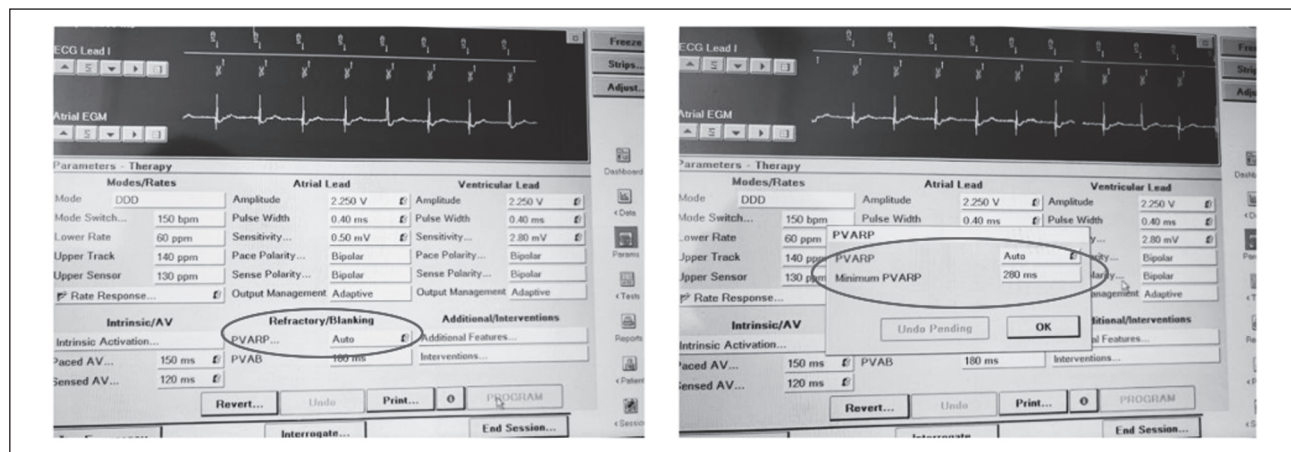 ECG Lead I
Freeze
Strips...
Adjust...
Atrial EGM
Parameters - Therapy
Dashboard
Modes/Rates Atrial Lead Ventricular Lead
Mode DDD Amplitude 2.250 V Amplitude 2.250 V
Mode Switch... 150 bpm Pulse Width 0.40 ms Pulse Width 0.40 ms
Lower Rate 60 ppm Sensitivity... 0.50 mV Sensitivity... 2.80 mV
Upper Track 140 ppm Pace Polarity... Bipolar Pace Polarity... Bipolar
Upper Sensor 130 ppm Sense Polarity... Bipolar Sense Polarity... Bipolar
Rate Response... Output Management Adaptive Output Management Adaptive
< Data
Params
< Tests
Intrinsic/AV Refractory/Blanking Additional/Interventions
Intrinsic Activation... PVARP... Auto Additional Features...
Paced AV... 150 ms PVAB 180 ms Interventions...
Sensed AV... 120 ms
Reports
< Patient
< Session
Revert... Undo Print... PROGRAM
Interrogate... End Session...
ECG Lead I
Atrial EGM
Parameters - Therapy
Modes/Rates Atrial Lead Ventricular Lead
Mode DDD Amplitude 2.250 V Amplitude 2.250 V
Mode Switch... 150 bpm Pulse Width 0.40 ms Pulse Width 0.40 ms
Lower Rate 60 ppm 2.80 mV
Upper Track 140 ppm Bipolar
Upper Sensor 130 ppm Bipolar
Rate Response... Adaptive
PVARP
PVARP Auto
Minimum PVARP 280 ms
Undo Pending OK
Intrinsic/AV
Intrinsic Activation...
Paced AV... 150 ms PVAB 180 ms Interventions...
Sensed AV... 120 ms
Revert... Undo Print... PROGRAM
Interrogate End Session...